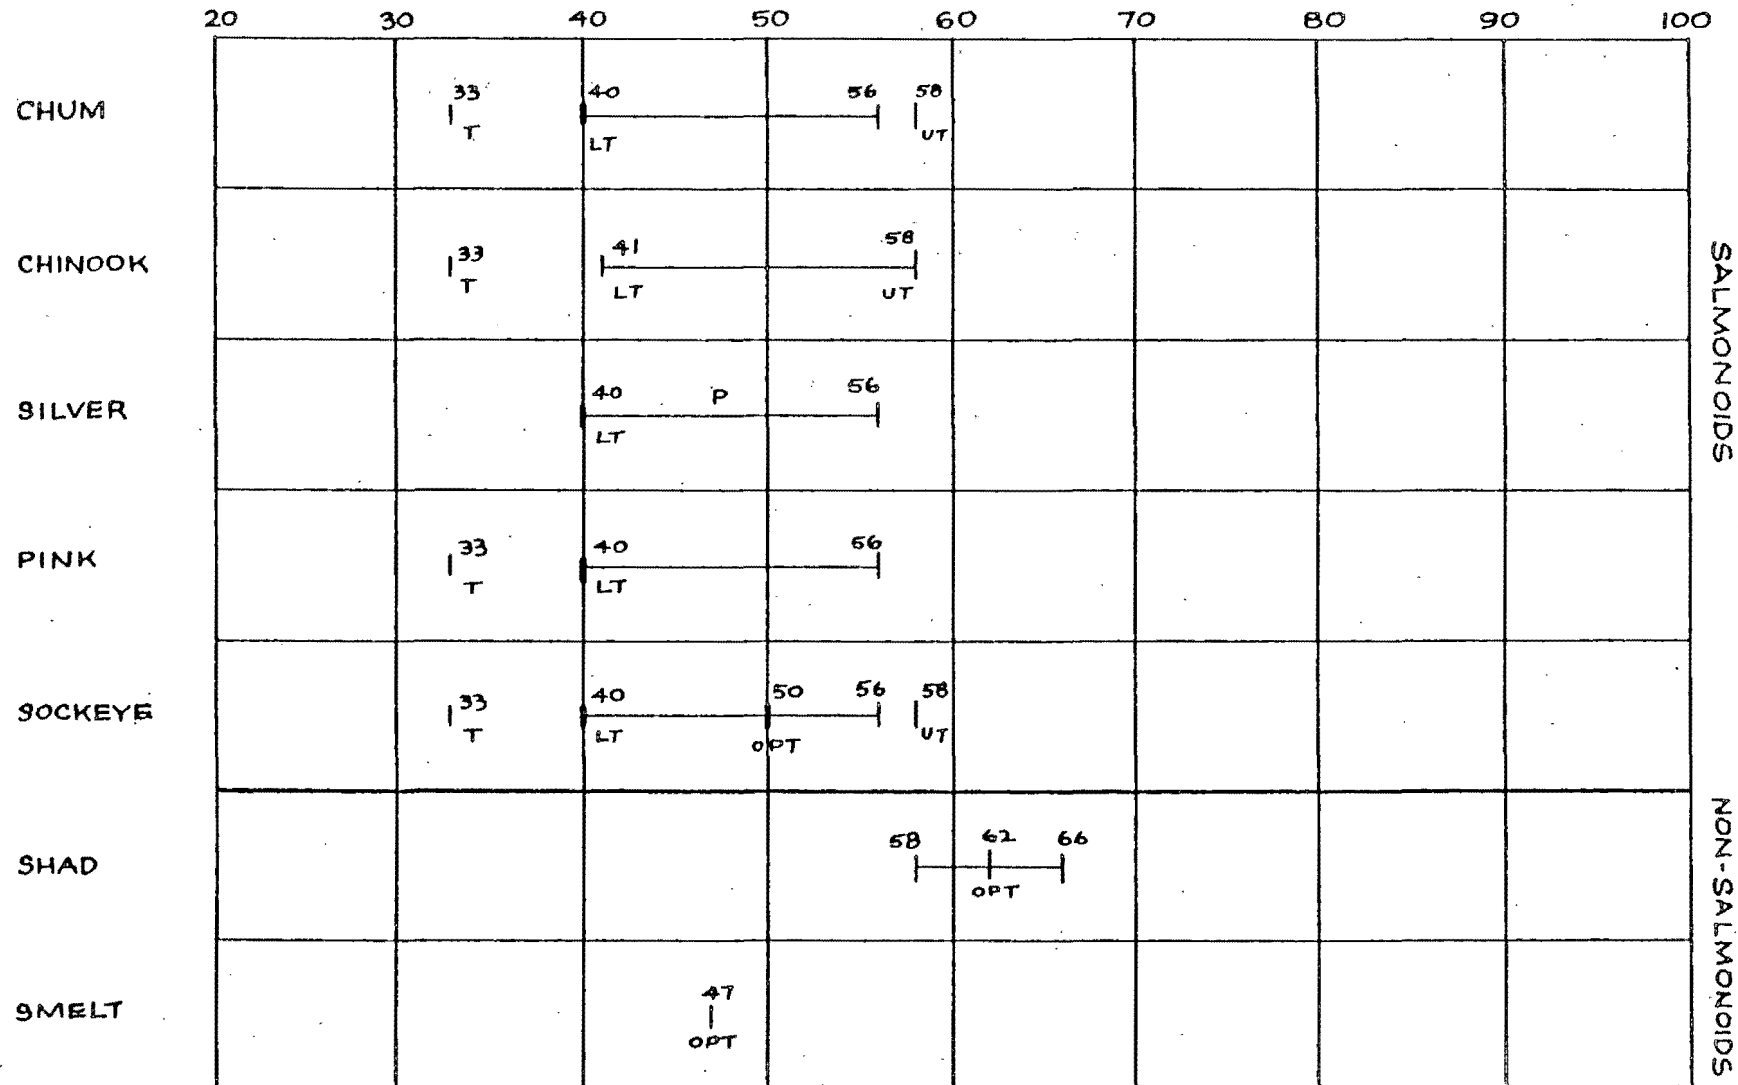 20 30 40 50 60 70 80 90 100
CHUM 33 40 56 58
T LT UT
CHINOOK 33 41 58
T LT UT
SILVER 40 P 56
LT
PINK 33 40 56
T LT
SOCKEYE 33 40 50 56 58
T LT OPT UT
SHAD 58 62 66
OPT
SMELT 47
OPT
SALMONOIDS
NON-SALMONOIDS